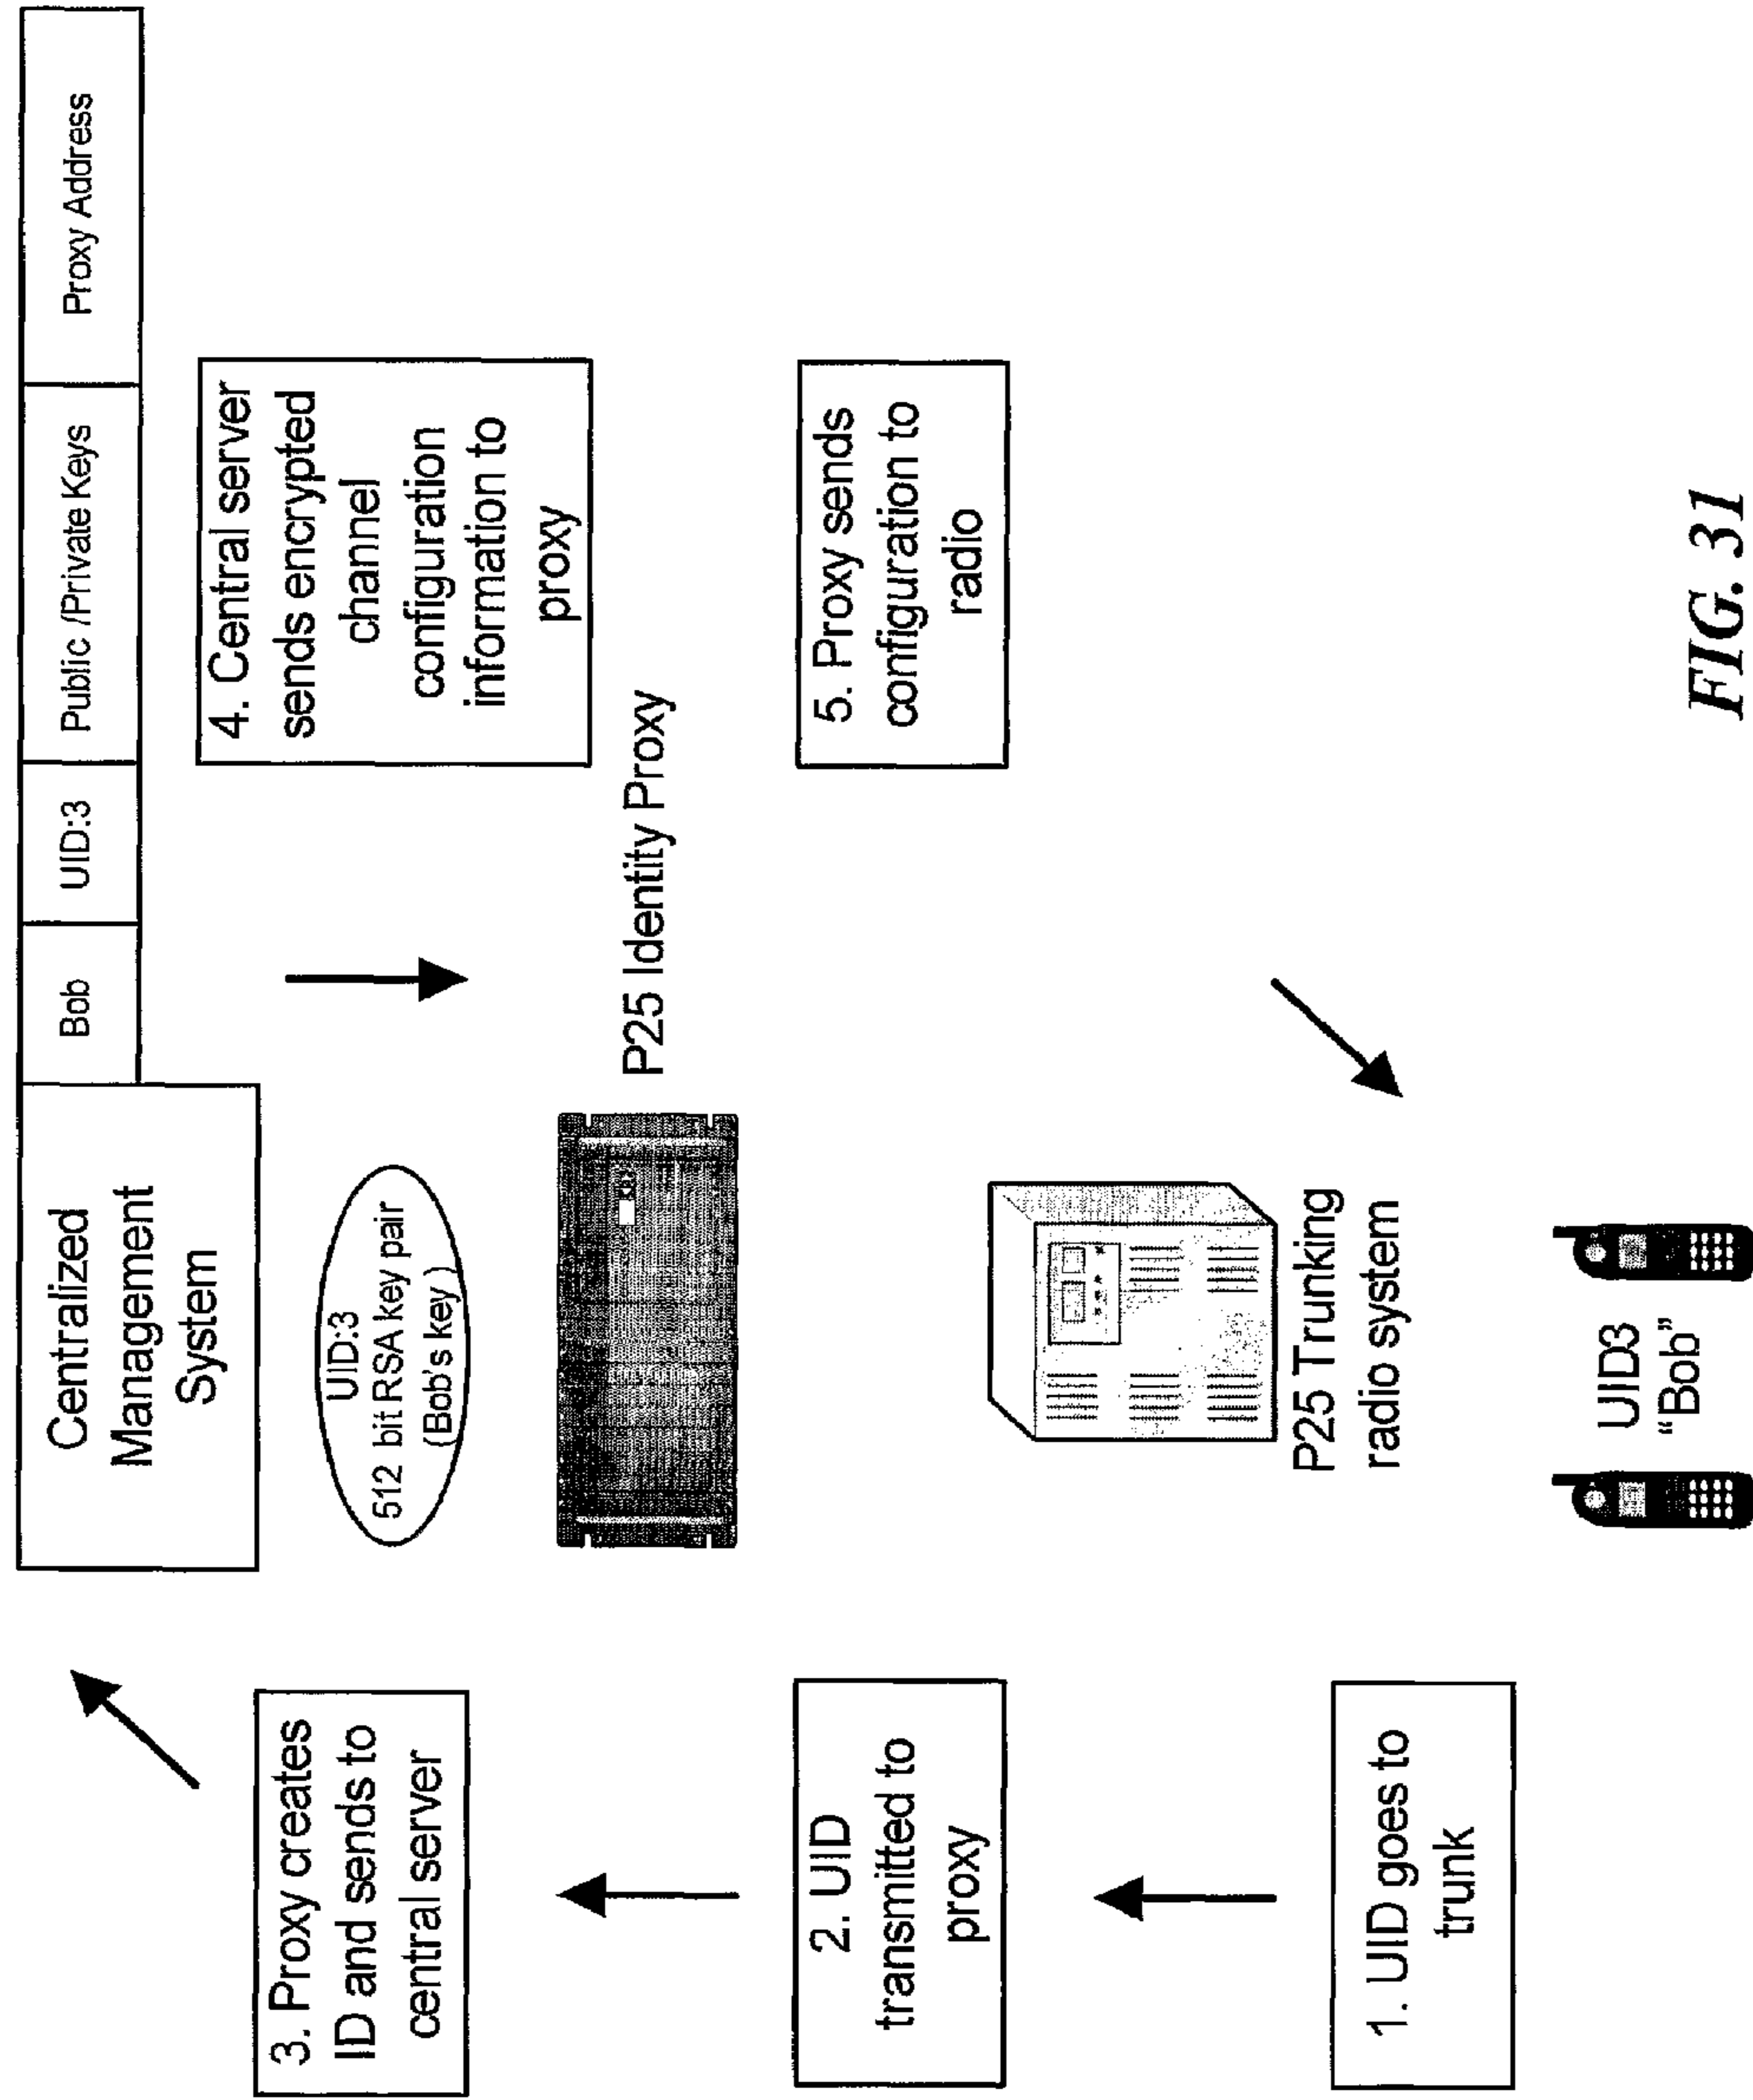 Centralized
Management
System
Bob
UID:3
Public /Private Keys
Proxy Address
3. Proxy creates
ID and sends to
central server
UID:3
512 bit RSA key pair
(Bob's key)
4. Central server
sends encrypted
channel
configuration
information to
proxy
P25 Identity Proxy
2. UID
transmitted to
proxy
5. Proxy sends
configuration to
radio
P25 Trunking
radio system
1. UID goes to
trunk
UID3
“Bob”
FIG. 31